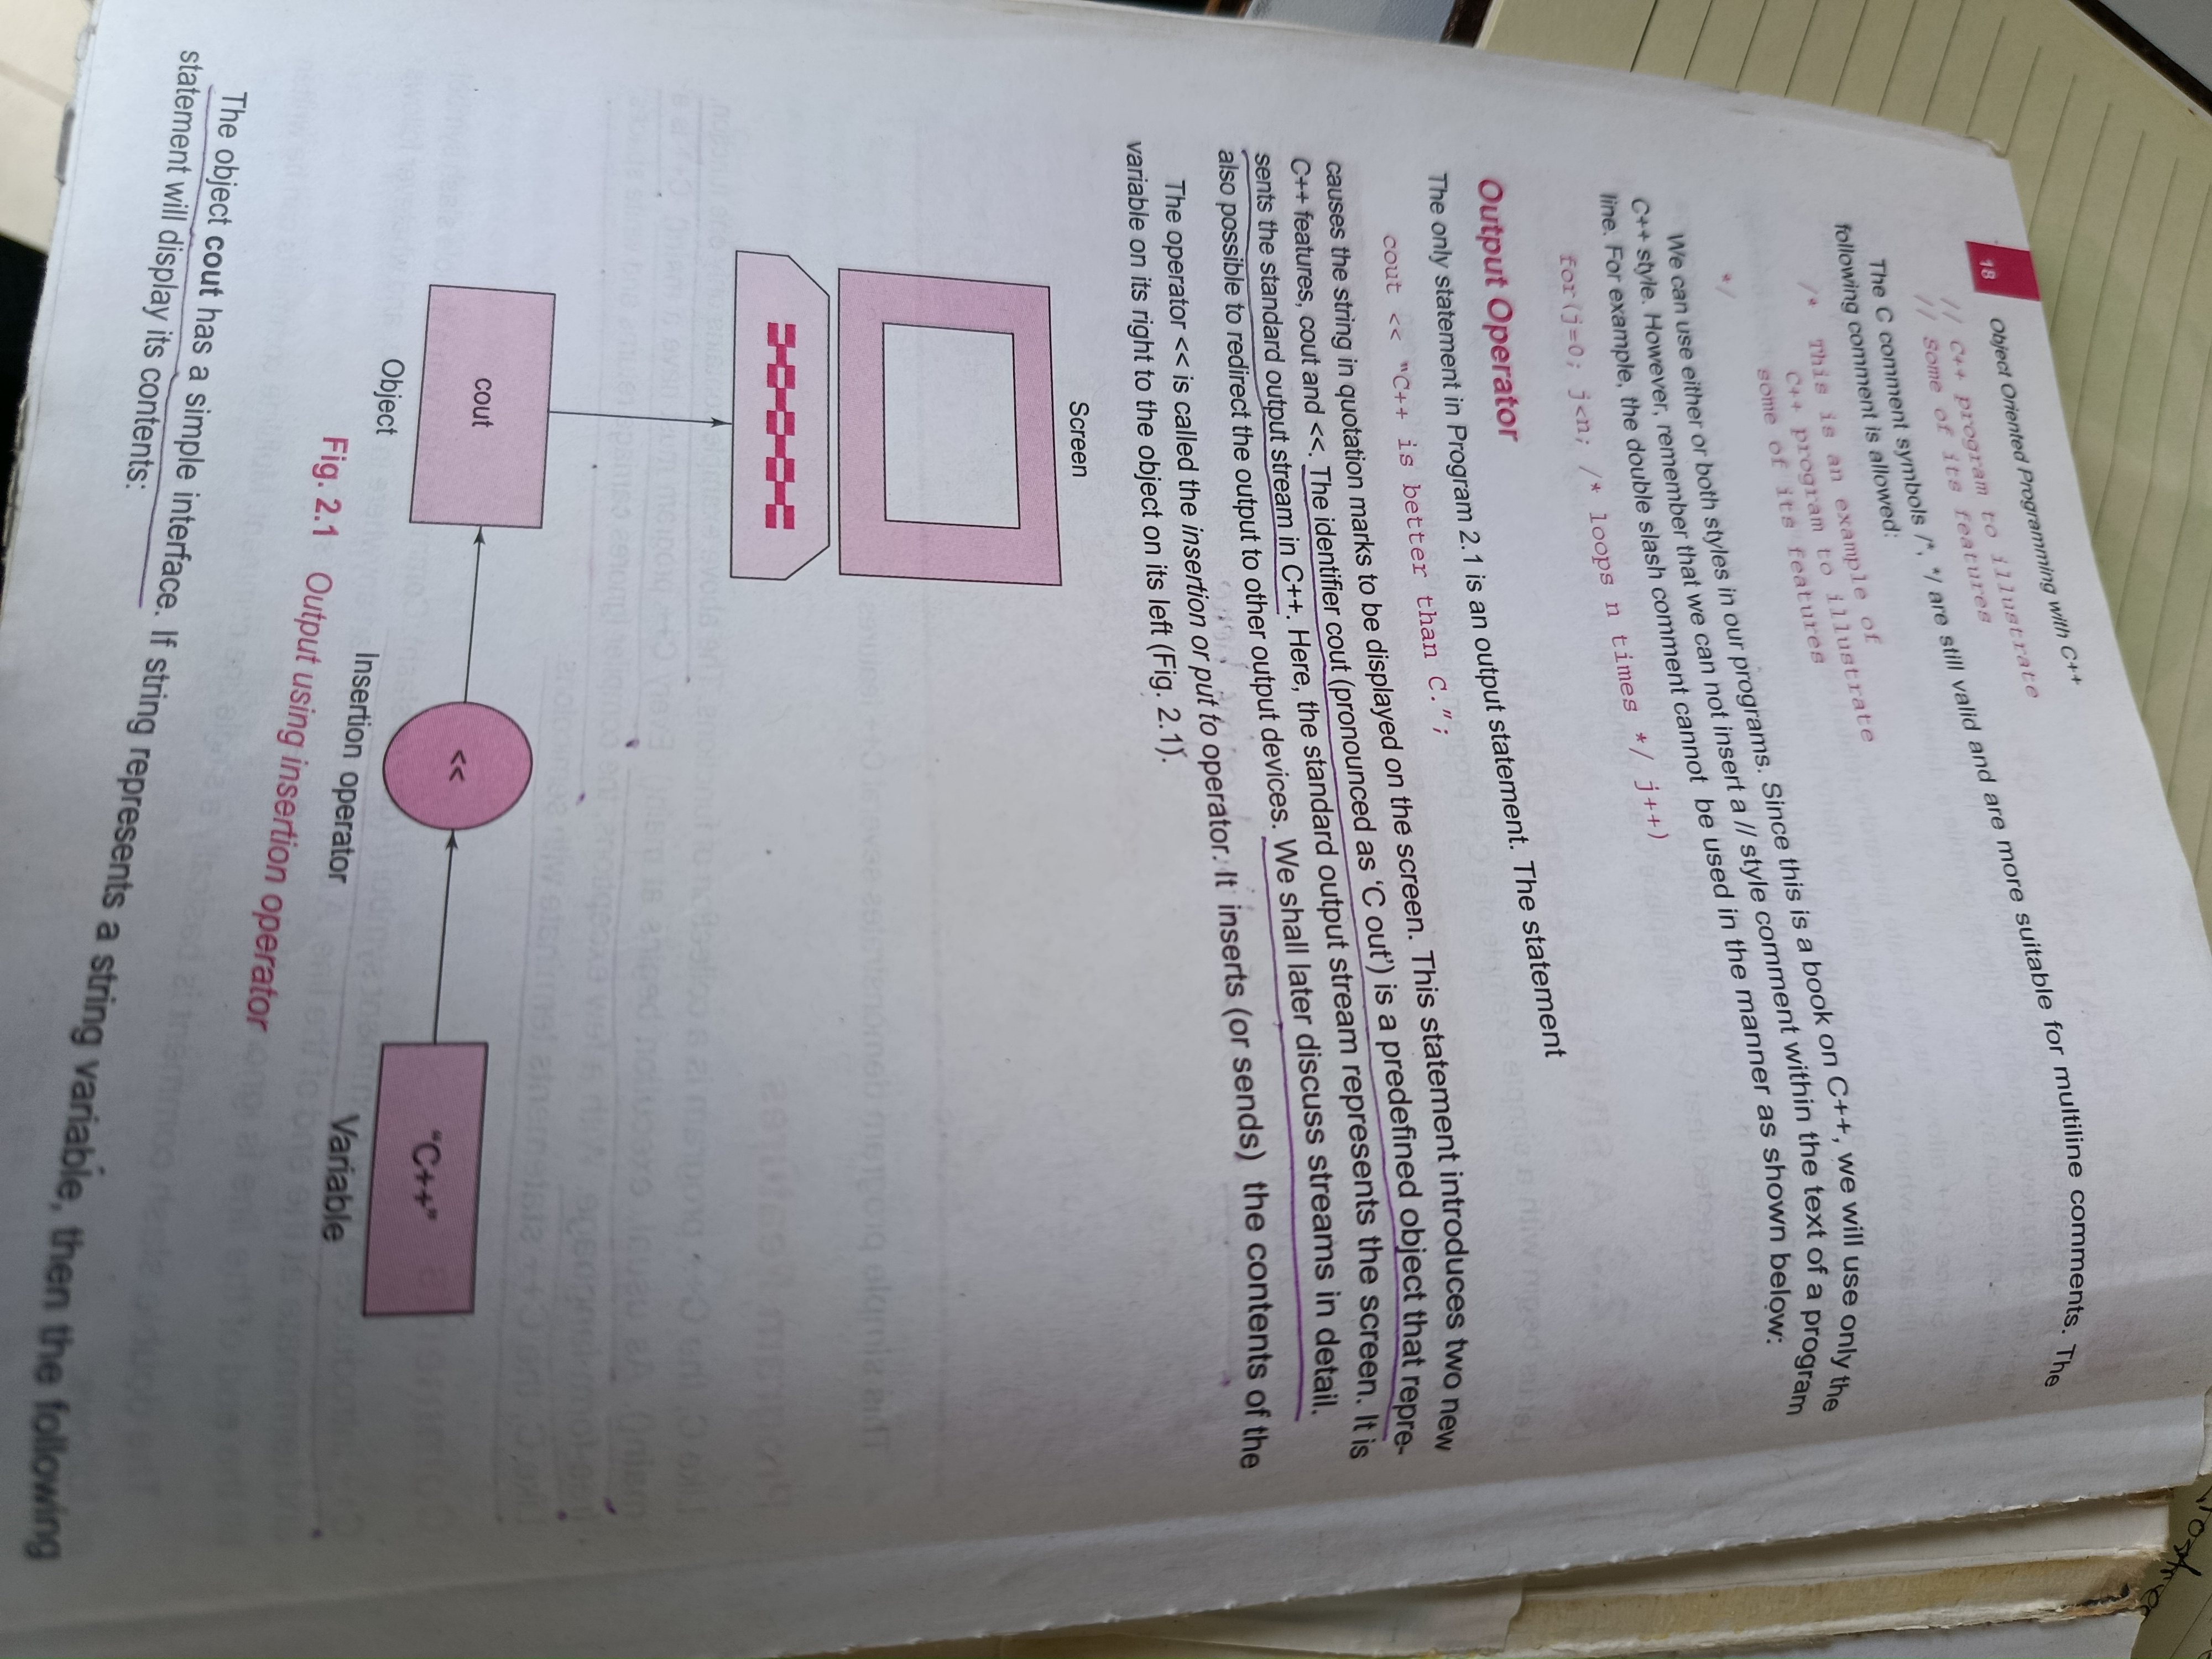 18
Object Oriented Programming with C++
// C++ program to illustrate
// some of its features
The C comment symbols /*, */ are still valid and are more suitable for multiline comments. The
following comment is allowed:
/* This is an example of
C++ program to illustrate
some of its features
*/
We can use either or both styles in our programs. Since this is a book on C++, we will use only the
C++ style. However, remember that we can not insert a // style comment within the text of a program
line. For example, the double slash comment cannot be used in the manner as shown below:
for(j=0; j<n; /* loops n times */ j++)
Output Operator
The only statement in Program 2.1 is an output statement. The statement
cout << "C++ is better than C.";
causes the string in quotation marks to be displayed on the screen. This statement introduces two new
C++ features, cout and <<. The identifier cout (pronounced as 'C out') is a predefined object that repre-
sents the standard output stream in C++. Here, the standard output stream represents the screen. It is
also possible to redirect the output to other output devices. We shall later discuss streams in detail.
The operator << is called the insertion or put to operator. It inserts (or sends) the contents of the
variable on its right to the object on its left (Fig. 2.1).
Screen
cout
<<
"C++"
Object
Insertion operator
Variable
Fig. 2.1 Output using insertion operator
The object cout has a simple interface. If string represents a string variable, then the following
statement will display its contents: